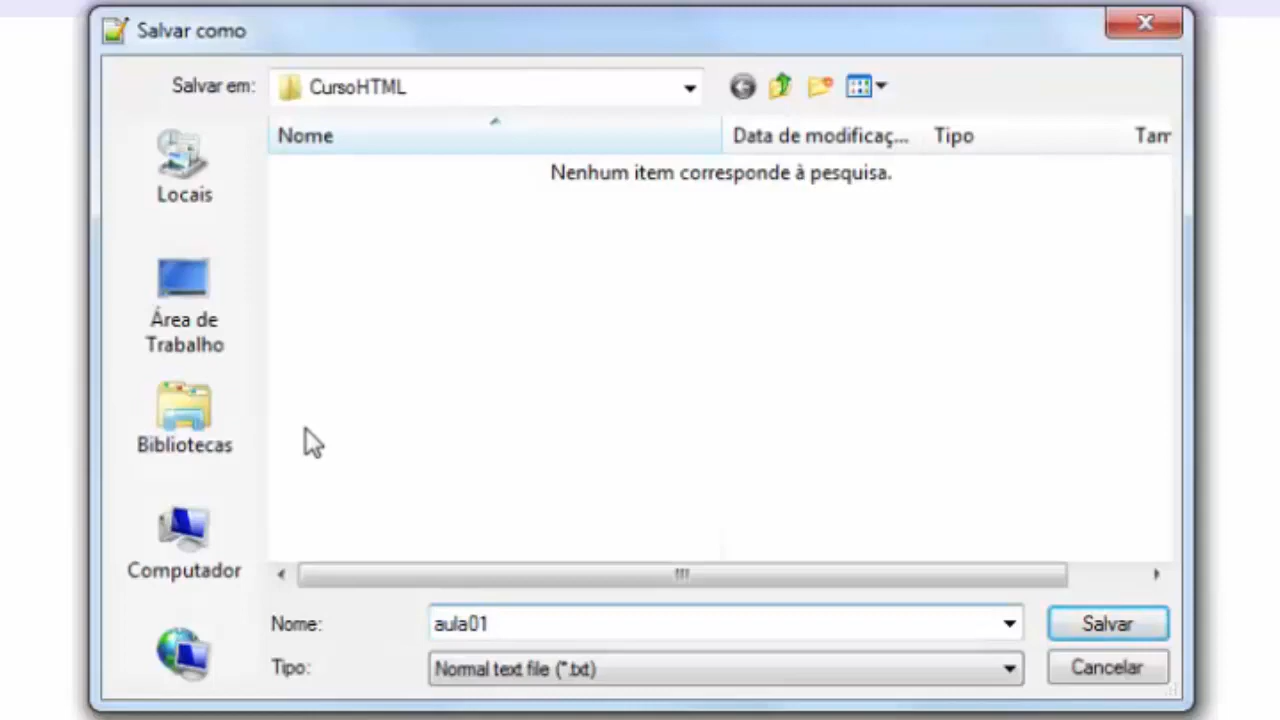 Salvar como
Salvar em: CursoHTML
Nome Data de modificaç... Tipo Tam
Nenhum item corresponde à pesquisa.
Locais
Área de
Trabalho
Bibliotecas
Computador
Nome: aula01 Salvar
Tipo: Normal text file (*.txt) Cancelar